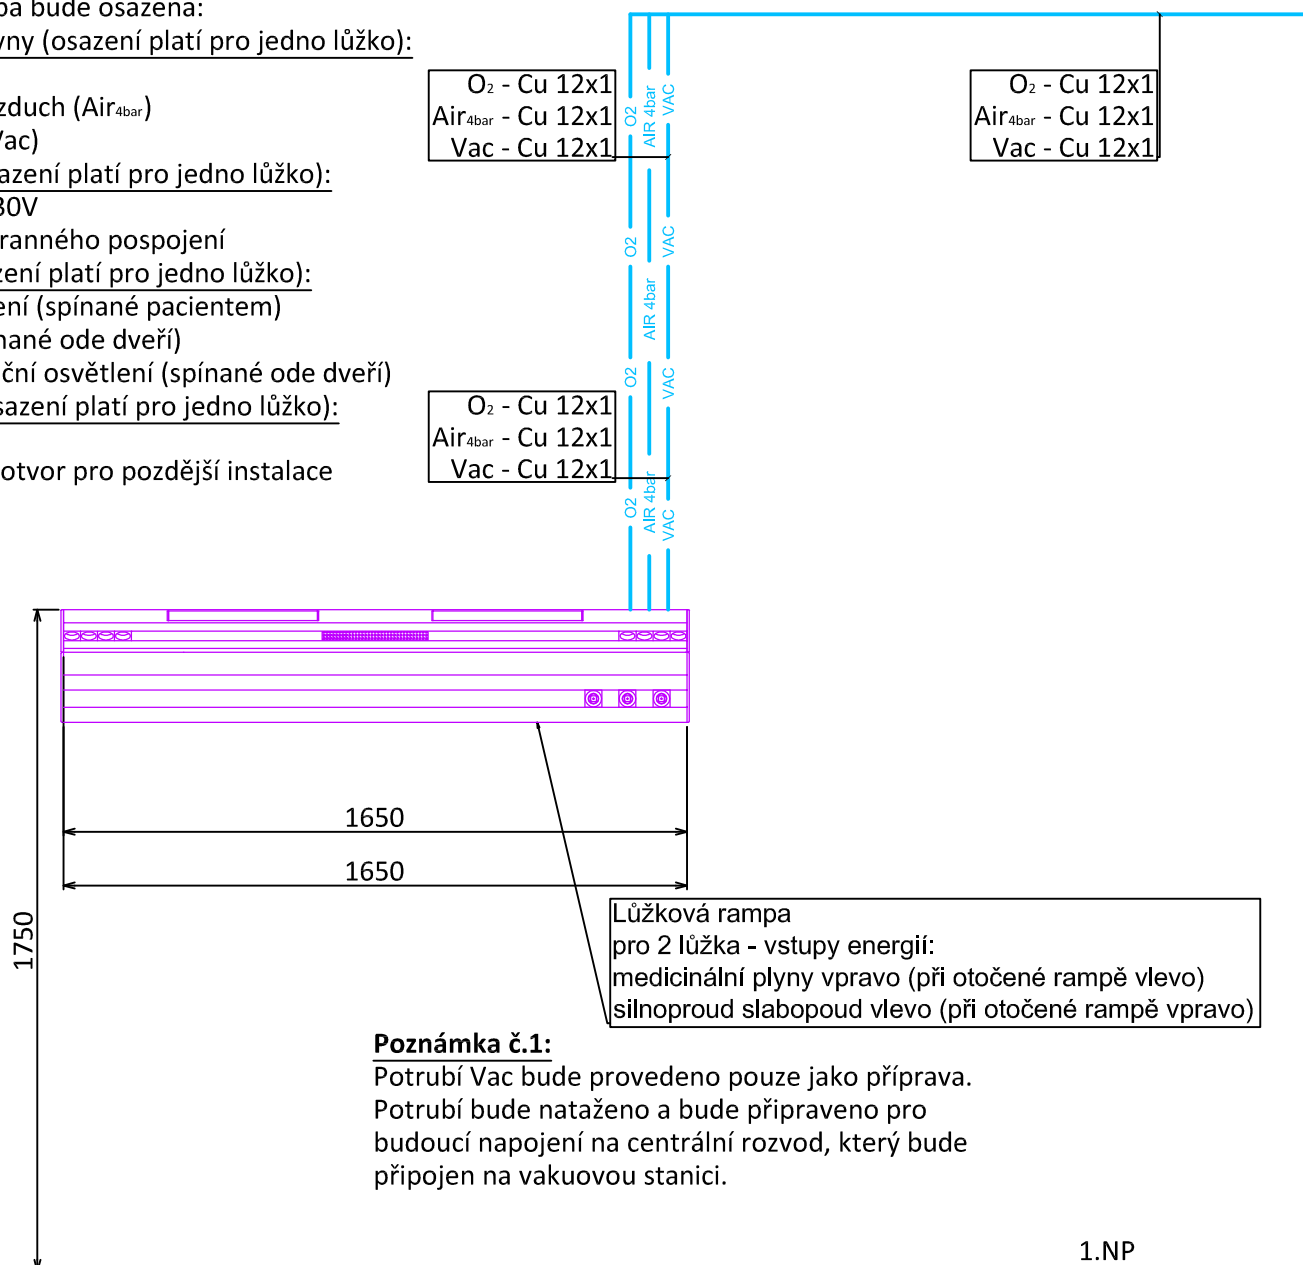 pa bude osazena:
yny (osazení platí pro jedno lůžko):
zduch (Air4bar)
Vac)
sazení platí pro jedno lůžko):
30V
ranného pospojení
zení platí pro jedno lůžko):
ení (spínané pacientem)
nané ode dveří)
ční osvětlení (spínané ode dveří)
sazení platí pro jedno lůžko):
otvor pro pozdější instalace
O2 - Cu 12x1
Air4bar - Cu 12x1
Vac - Cu 12x1
O2 - Cu 12x1
Air4bar - Cu 12x1
Vac - Cu 12x1
O2
AIR 4bar
VAC
O2
AIR 4bar
VAC
O2
VAC
O2
AIR 4bar
VAC
O2 - Cu 12x1
Air4bar - Cu 12x1
Vac - Cu 12x1
1650
1650
1750
Lůžková rampa
pro 2 lůžka - vstupy energií:
medicinální plyny vpravo (při otočené rampě vlevo)
silnoproud slabopoud vlevo (při otočené rampě vpravo)
Poznámka č.1:
Potrubí Vac bude provedeno pouze jako příprava.
Potrubí bude nataženo a bude připraveno pro
budoucí napojení na centrální rozvod, který bude
připojen na vakuovou stanici.
1.NP